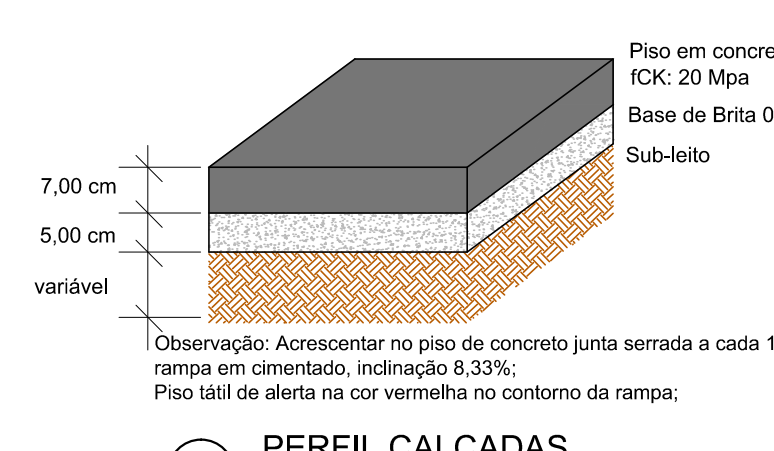 Piso em concre
fCK: 20 Mpa
Base de Brita 0
Sub-leito
7,00 cm
5,00 cm
variável
Observação: Acrescentar no piso de concreto junta serrada a cada 1
rampa em cimentado, inclinação 8,33%;
Piso tátil de alerta na cor vermelha no contorno da rampa;
PERFIL CALÇADAS